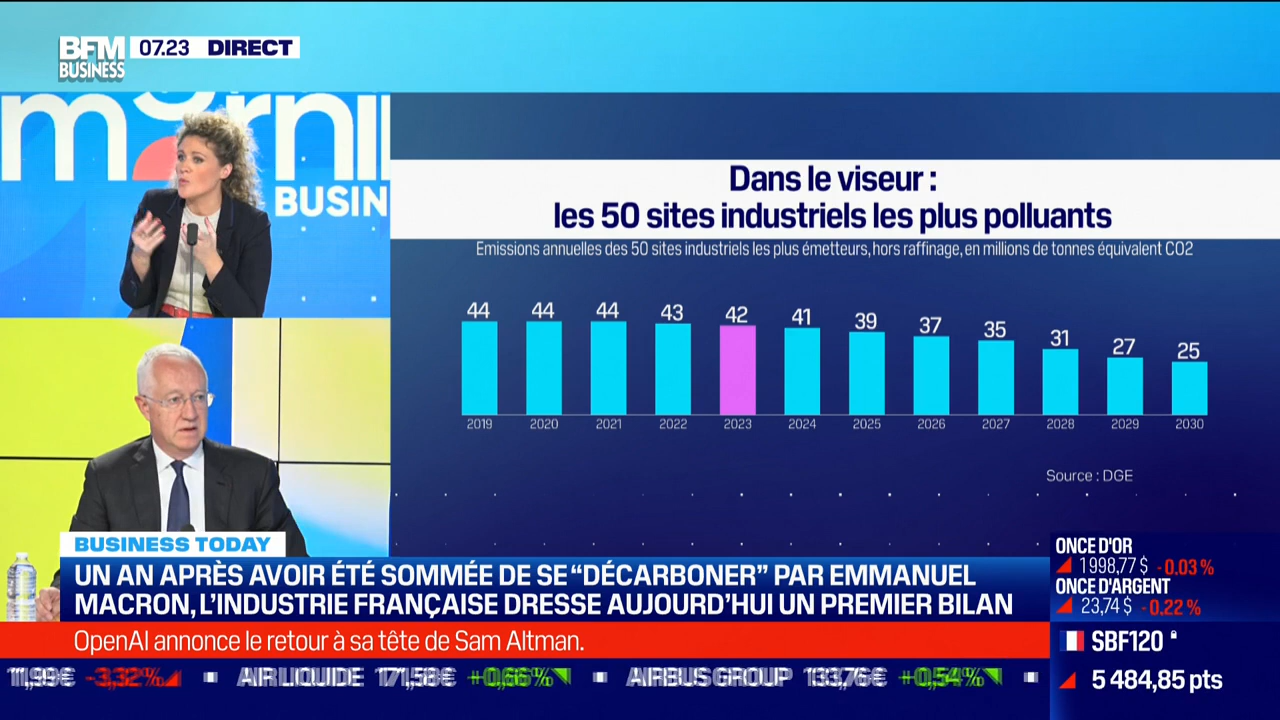 BFM
BUSINESS
07.23 DIRECT
morni
BUSIN
Dans le viseur :
les 50 sites industriels les plus polluants
Emissions annuelles des 50 sites industriels les plus émetteurs, hors raffinage, en millions de tonnes équivalent CO2
44 44 44 43 42 41 39 37 35 31 27 25
2019 2020 2021 2022 2023 2024 2025 2026 2027 2028 2029 2030
Source : DGE
BUSINESS TODAY
UN AN APRÈS AVOIR ÉTÉ SOMMÉE DE SE “DÉCARBONER” PAR EMMANUEL
MACRON, L’INDUSTRIE FRANÇAISE DRESSE AUJOURD’HUI UN PREMIER BILAN
OpenAI annonce le retour à sa tête de Sam Altman.
ONCE D'OR
1 998,77 $ -0.03 %
ONCE D'ARGENT
23,74 $ -0.22 %
SBF120
5 484,85 pts
11,99€ -3,32% AIR LIQUIDE 171,58€ +0,66% AIRBUS GROUP 133,76€ +0,54%